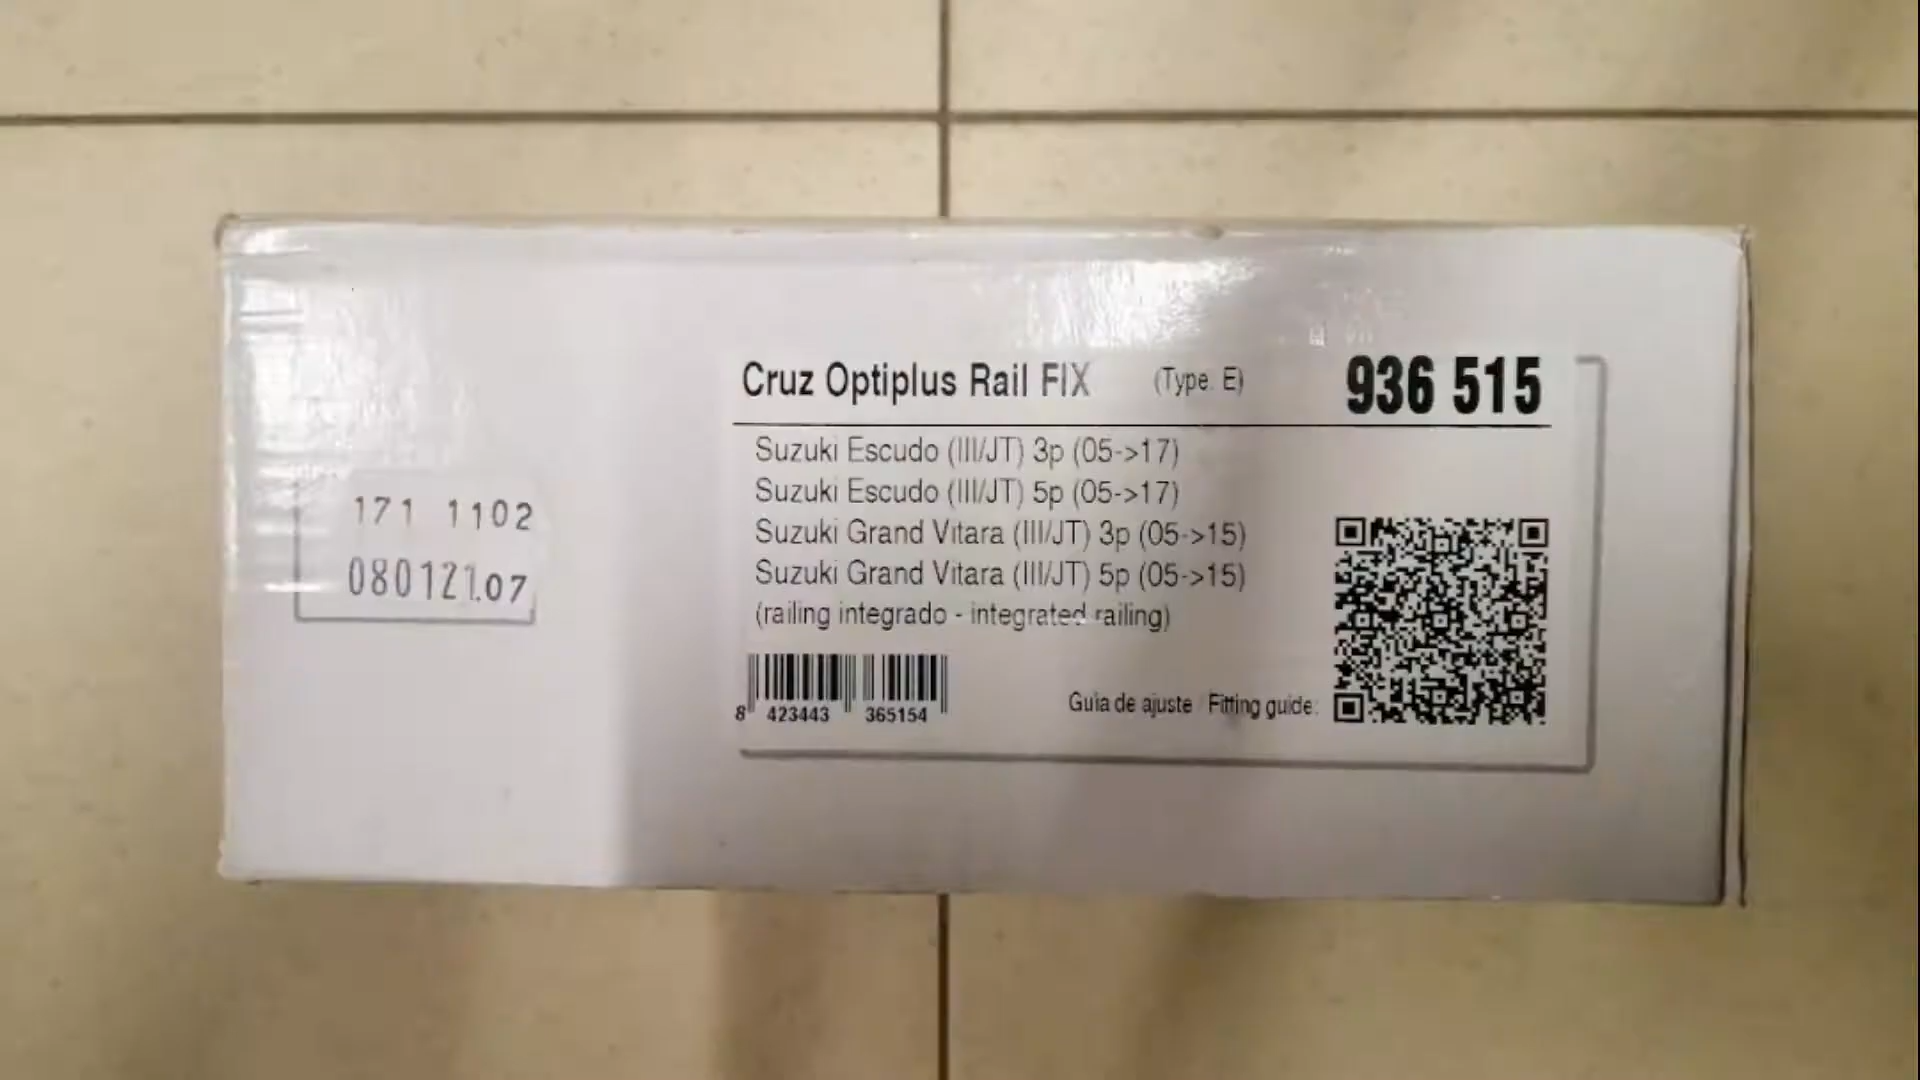 Cruz Optiplus Rail FIX (Type. E) 936 515
Suzuki Escudo (III/JT) 3p (05->17)
Suzuki Escudo (III/JT) 5p (05->17)
Suzuki Grand Vitara (III/JT) 3p (05->15)
Suzuki Grand Vitara (III/JT) 5p (05->15)
(railing integrado - integrated railing)
171 1102
080121.07
8 423443 365154
Guia de ajuste / Fitting guide: